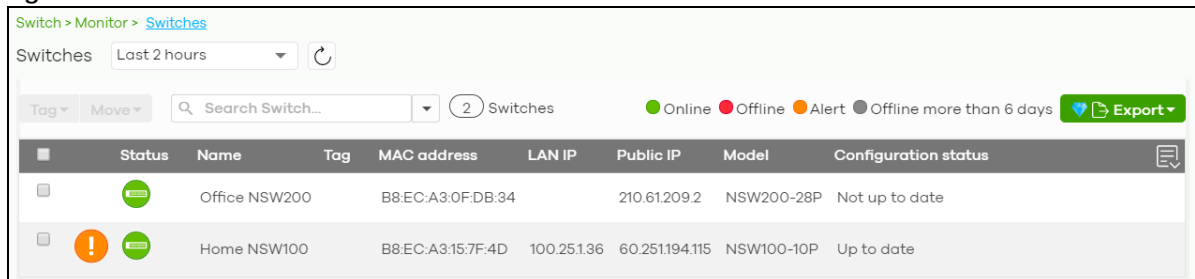 Switch > Monitor > Switches
Switches Last 2 hours
Tag Move Search Switch... 2 Switches Online Offline Alert Offline more than 6 days Export
Status Name Tag MAC address LAN IP Public IP Model Configuration status
Office NSW200 B8:EC:A3:0F:DB:34 210.61.209.2 NSW200-28P Not up to date
! Home NSW100 B8:EC:A3:15:7F:4D 100.25.1.36 60.251.194.115 NSW100-10P Up to date